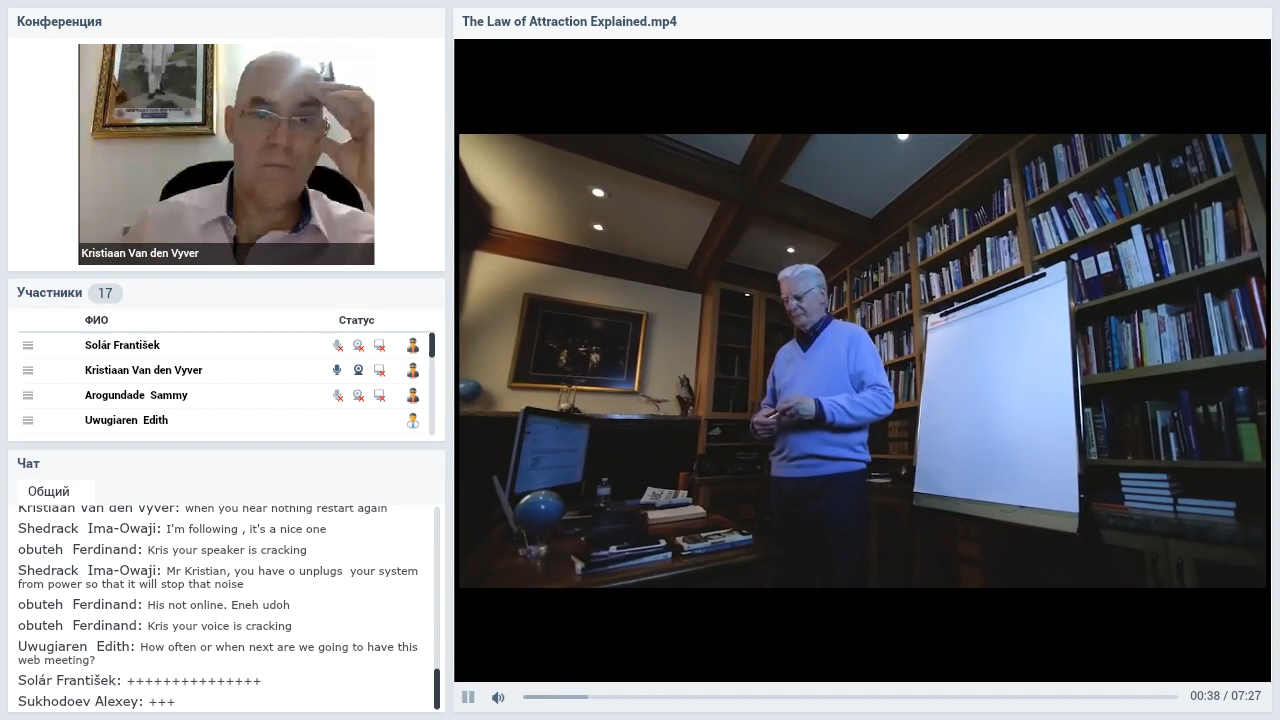 Конференция
Kristiaan Van den Vyver
Участники 17
ФИО Статус
Solár František
Kristiaan Van den Vyver
Arogundade Sammy
Uwugiaren Edith
Чат
Общий
Kristiaan Van den Vyver: when you hear nothing restart again
Shedrack Ima-Owaji: I'm following , it's a nice one
obuteh Ferdinand: Kris your speaker is cracking
Shedrack Ima-Owaji: Mr Kristian, you have o unplugs your system
from power so that it will stop that noise
obuteh Ferdinand: His not online. Eneh udoh
obuteh Ferdinand: Kris your voice is cracking
Uwugiaren Edith: How often or when next are we going to have this
web meeting?
Solár František: +++++++++++++++
Sukhodoev Alexey: +++
The Law of Attraction Explained.mp4
00:38 / 07:27